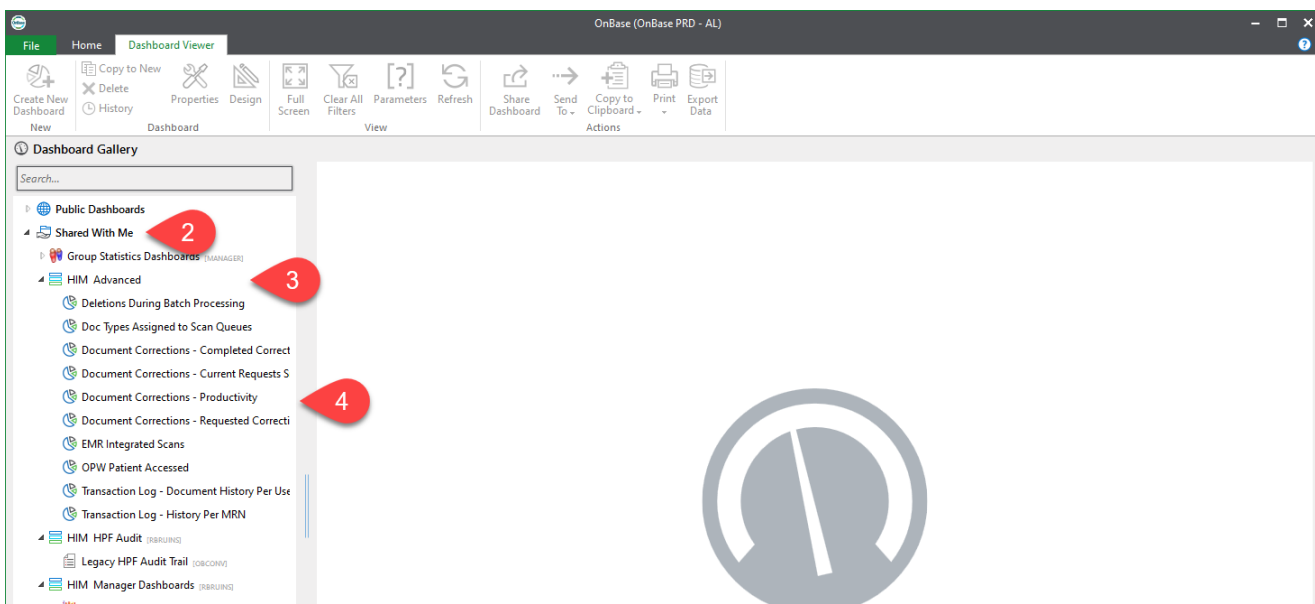 OnBase (OnBase PRD - AL)
File Home Dashboard Viewer
Create New Dashboard
Copy to New
Delete
History
Properties
Design
Full Screen
Clear All Filters
Parameters
Refresh
Share Dashboard
Send To
Copy to Clipboard
Print
Export Data
New Dashboard View Actions
Dashboard Gallery
Search...
Public Dashboards
Shared With Me 2
Group Statistics Dashboards [MANAGER]
HIM Advanced 3
Deletions During Batch Processing
Doc Types Assigned to Scan Queues
Document Corrections - Completed Correct
Document Corrections - Current Requests S
Document Corrections - Productivity 4
Document Corrections - Requested Correcti
EMR Integrated Scans
OPW Patient Accessed
Transaction Log - Document History Per Use
Transaction Log - History Per MRN
HIM HPF Audit [RBRUINS]
Legacy HPF Audit Trail [OBCONV]
HIM Manager Dashboards [RBRUINS]